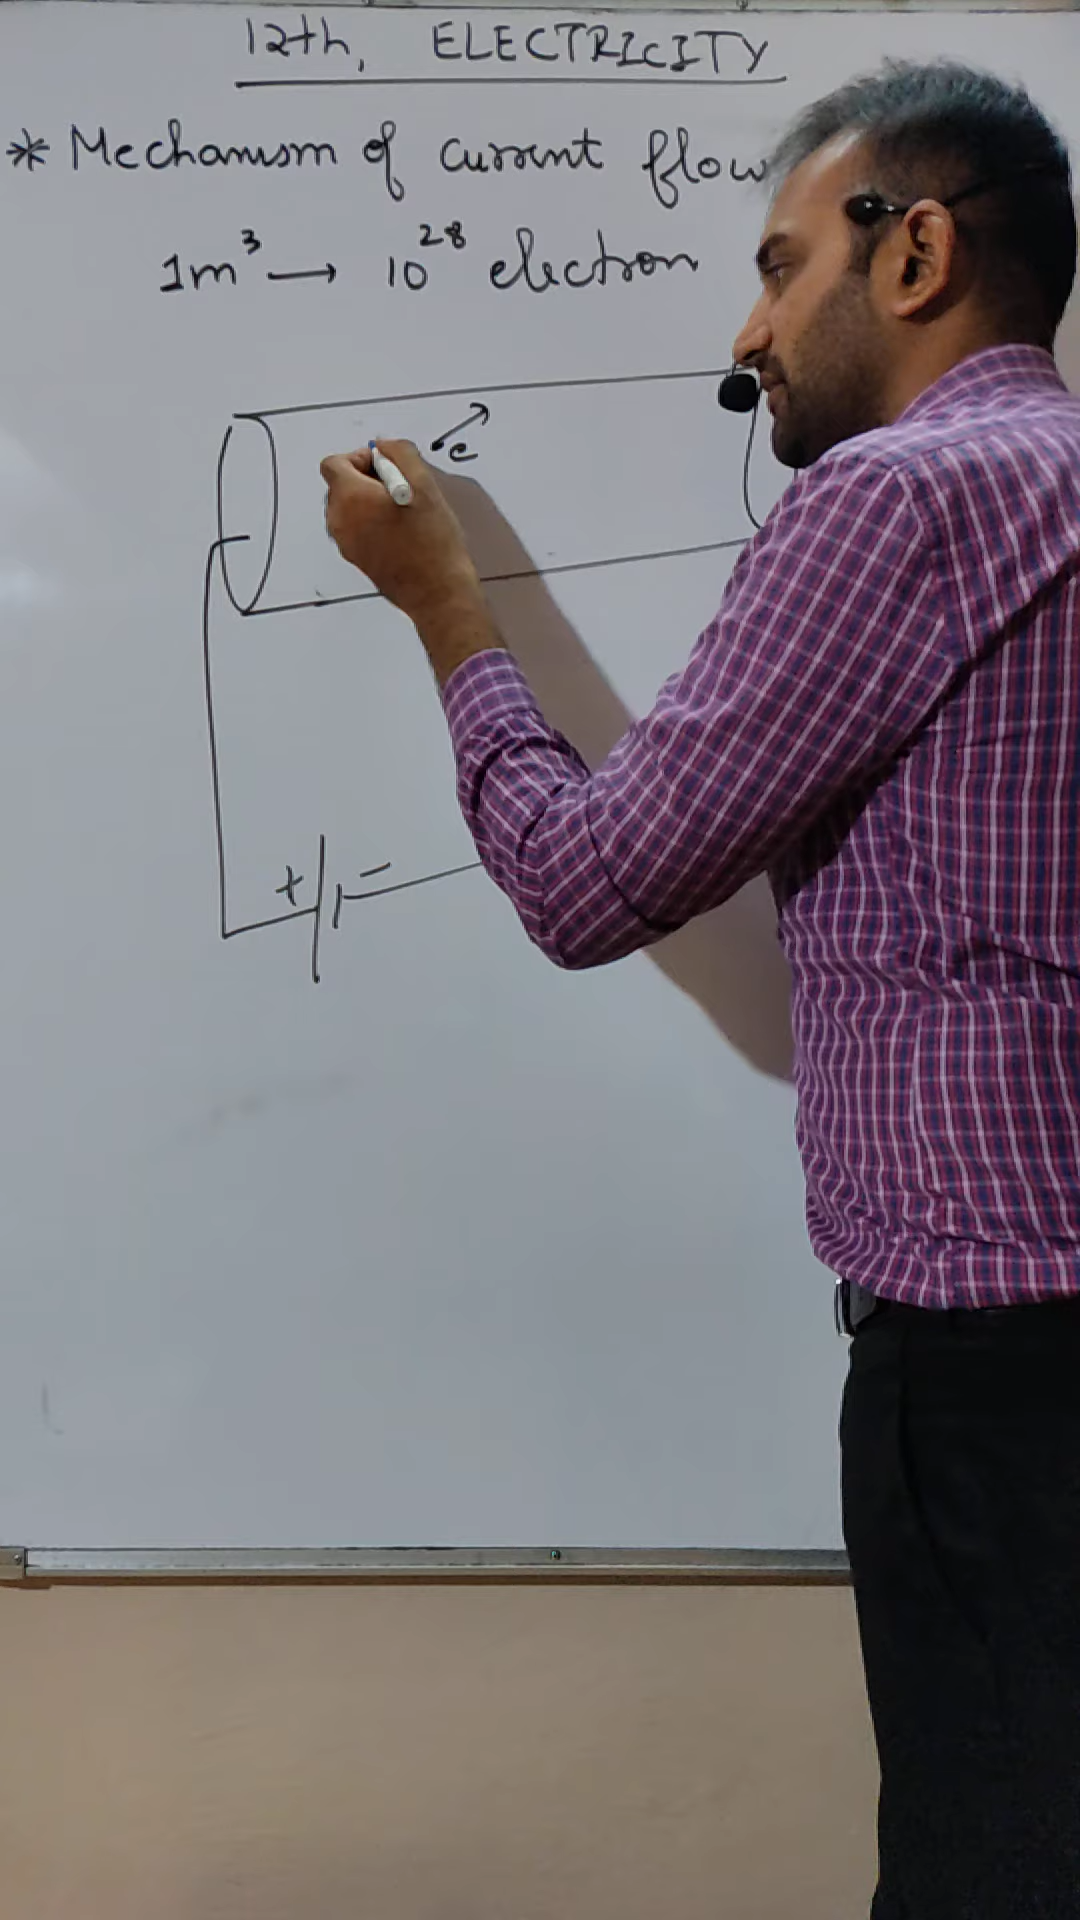 12th, ELECTRICITY
* Mechanism of current flow
1m³ → 10²⁸ electron
e
+ −